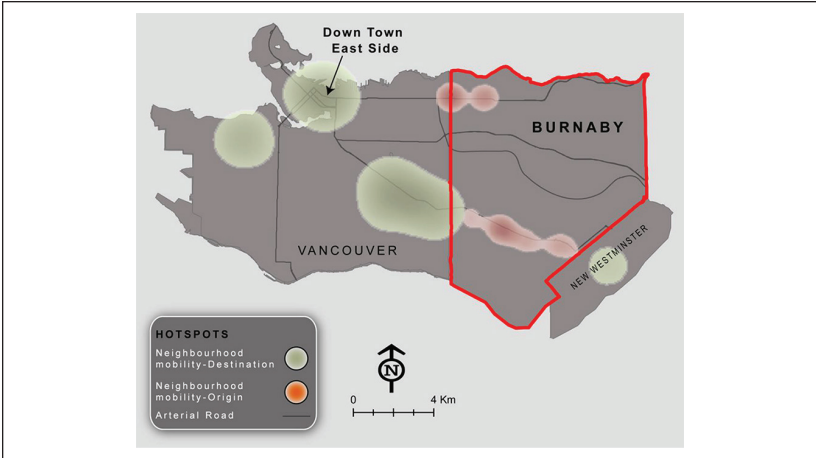 Down Town
East Side
BURNABY
VANCOUVER
NEW WESTMINSTER
HOTSPOTS
Neighbourhood
mobility-Destination
Neighbourhood
mobility-Origin
Arterial Road
N
0 4 Km